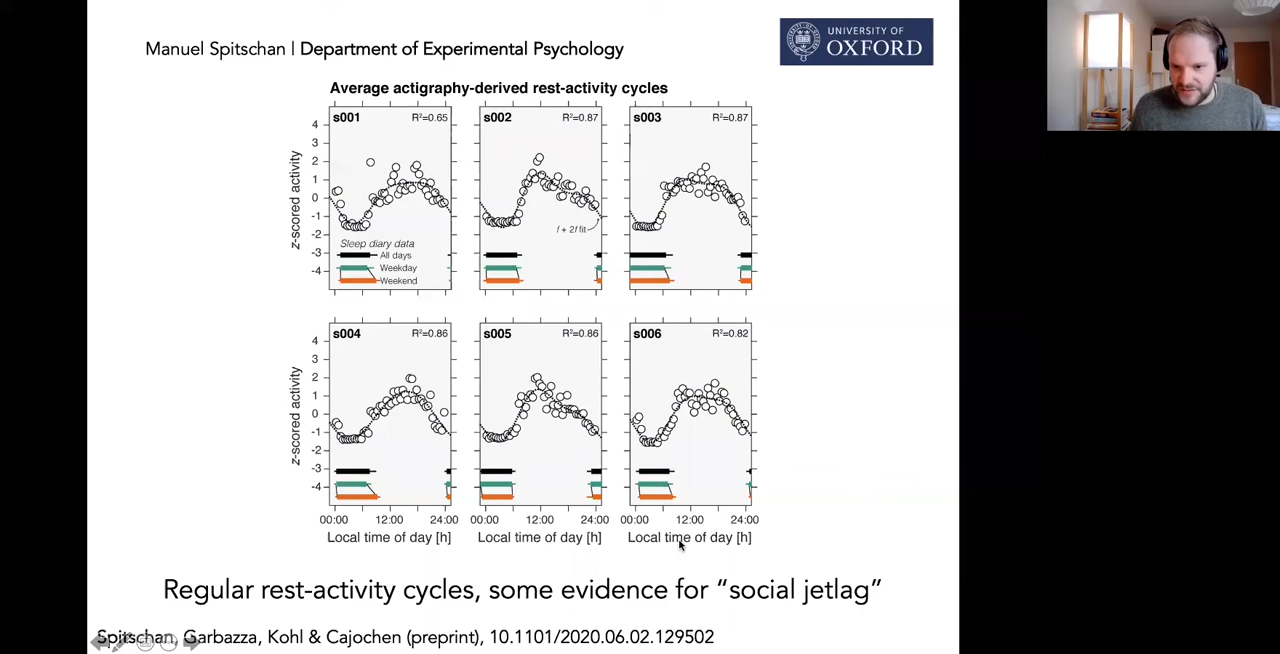 Manuel Spitschan | Department of Experimental Psychology
UNIVERSITY OF
OXFORD
Average actigraphy-derived rest-activity cycles
s001 R²=0.65
s002 R²=0.87
s003 R²=0.87
z-scored activity
4
3
2
1
0
-1
-2
-3
-4
f + 2f fit
Sleep diary data
All days
Weekday
Weekend
s004 R²=0.86
s005 R²=0.86
s006 R²=0.82
z-scored activity
4
3
2
1
0
-1
-2
-3
-4
00:00 12:00 24:00
00:00 12:00 24:00
00:00 12:00 24:00
Local time of day [h]
Local time of day [h]
Local time of day [h]
Regular rest-activity cycles, some evidence for “social jetlag”
Spitschan, Garbazza, Kohl & Cajochen (preprint), 10.1101/2020.06.02.129502